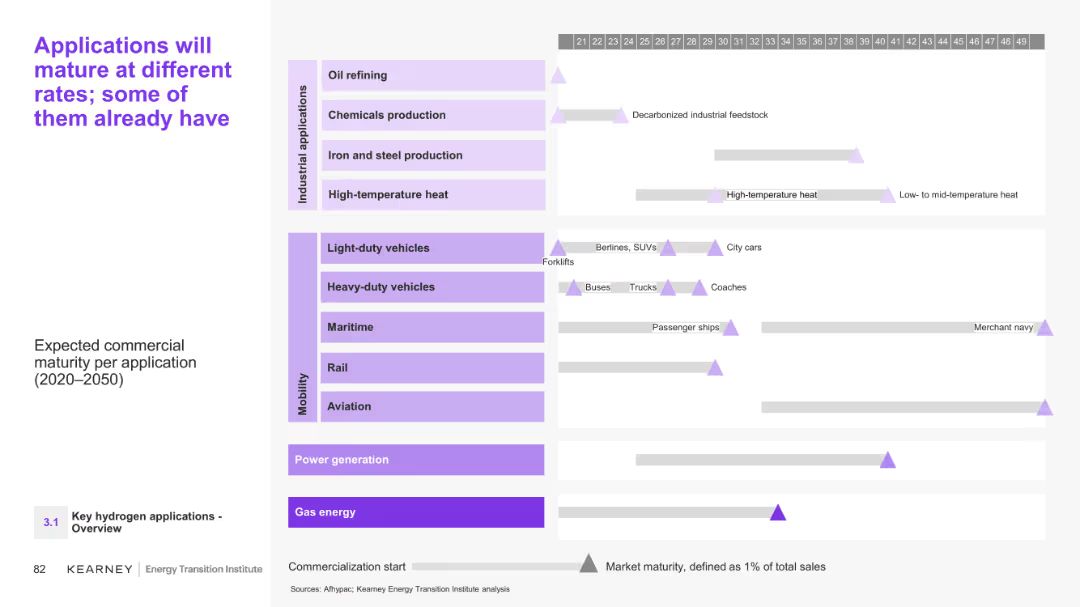 Applications will
mature at different
rates; some of
them already have
Expected commercial
maturity per application
(2020–2050)
3.1
Key hydrogen applications -
Overview
82 KEARNEY Energy Transition Institute
21 22 23 24 25 26 27 28 29 30 31 32 33 34 35 36 37 38 39 40 41 42 43 44 45 46 47 48 49
Industrial applications
Oil refining
Chemicals production
Decarbonized industrial feedstock
Iron and steel production
High-temperature heat
High-temperature heat
Low- to mid-temperature heat
Mobility
Light-duty vehicles
Forklifts
Berlines, SUVs
City cars
Heavy-duty vehicles
Buses
Trucks
Coaches
Maritime
Passenger ships
Merchant navy
Rail
Aviation
Power generation
Gas energy
Commercialization start
Market maturity, defined as 1% of total sales
Sources: Afhypac; Kearney Energy Transition Institute analysis